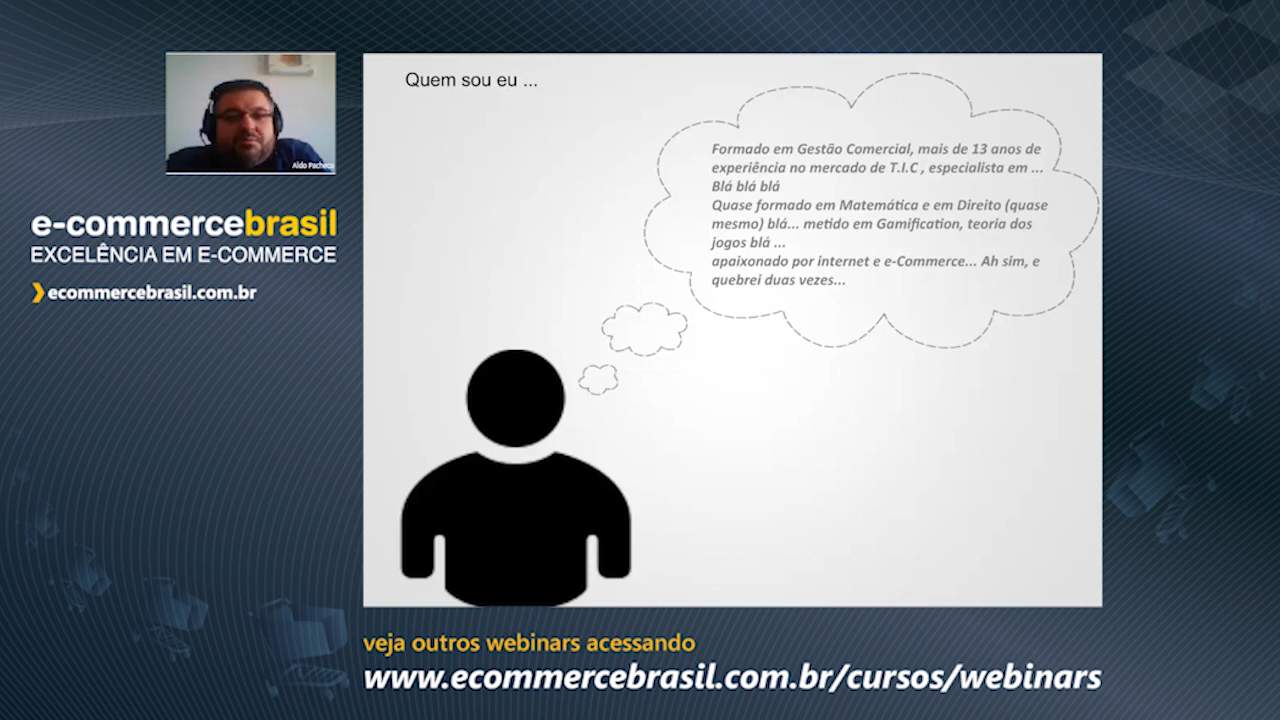 Aldo Pacheco
e-commercebrasil
EXCELÊNCIA EM E-COMMERCE
ecommercebrasil.com.br
Quem sou eu ...
Formado em Gestão Comercial, mais de 13 anos de
experiência no mercado de T.I.C , especialista em ...
Blá blá blá
Quase formado em Matemática e em Direito (quase
mesmo) blá... metido em Gamification, teoria dos
jogos blá ...
apaixonado por internet e e-Commerce... Ah sim, e
quebrei duas vezes...
veja outros webinars acessando
www.ecommercebrasil.com.br/cursos/webinars